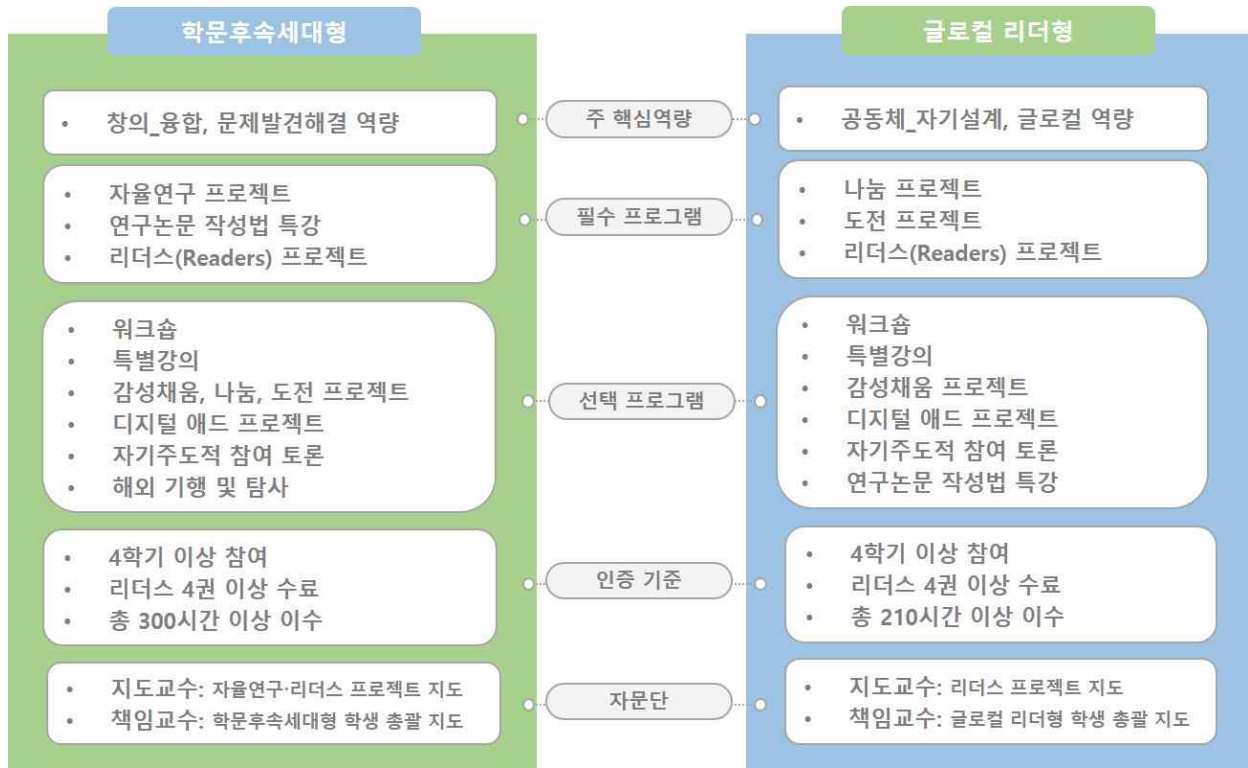 학문후속세대형
글로컬 리더형
• 창의_융합, 문제발견해결 역량
주 핵심역량
• 공동체_자기설계, 글로컬 역량
• 자율연구 프로젝트
• 연구논문 작성법 특강
• 리더스(Readers) 프로젝트
필수 프로그램
• 나눔 프로젝트
• 도전 프로젝트
• 리더스(Readers) 프로젝트
• 워크숍
• 특별강의
• 감성채움, 나눔, 도전 프로젝트
• 디지털 애드 프로젝트
• 자기주도적 참여 토론
• 해외 기행 및 탐사
선택 프로그램
• 워크숍
• 특별강의
• 감성채움 프로젝트
• 디지털 애드 프로젝트
• 자기주도적 참여 토론
• 연구논문 작성법 특강
• 4학기 이상 참여
• 리더스 4권 이상 수료
• 총 300시간 이상 이수
인증 기준
• 4학기 이상 참여
• 리더스 4권 이상 수료
• 총 210시간 이상 이수
• 지도교수: 자율연구·리더스 프로젝트 지도
• 책임교수: 학문후속세대형 학생 총괄 지도
자문단
• 지도교수: 리더스 프로젝트 지도
• 책임교수: 글로컬 리더형 학생 총괄 지도